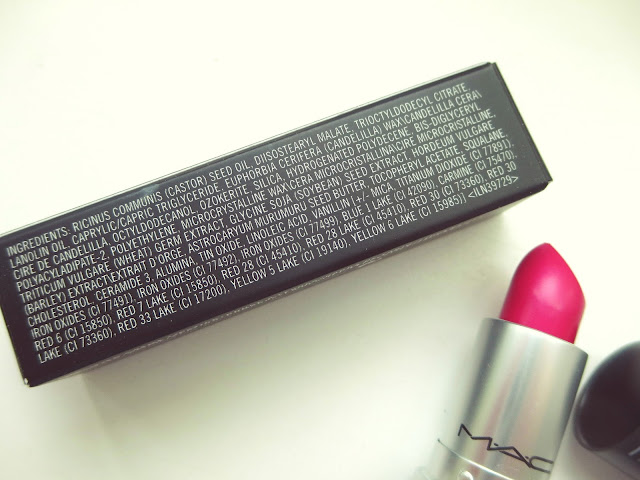 INGREDIENTS: RICINUS COMMUNIS (CASTOR) SEED OIL, DIISOSTEARYL MALATE, TRIOCTYLDODECYL CITRATE,
LANOLIN OIL, CAPRYLIC/CAPRIC TRIGLYCERIDE, EUPHORBIA CERIFERA (CANDELILLA) WAX\CANDELILLA CERA\
CIRE DE CANDELILLA, OCTYLDODECANOL, OZOKERITE, SILICA, HYDROGENATED POLYDECENE, BIS-DIGLYCERYL
POLYACYLADIPATE-2, POLYETHYLENE, MICROCRYSTALLINE WAX\CERA MICROCRISTALLINA\CIRE MICROCRISTALLINE,
TRITICUM VULGARE (WHEAT) GERM EXTRACT, GLYCINE SOJA (SOYBEAN) SEED EXTRACT, HORDEUM VULGARE
(BARLEY) EXTRACT\EXTRAIT D'ORGE, ASTROCARYUM MURUMURU SEED BUTTER, TOCOPHERYL ACETATE, SQUALANE,
CHOLESTEROL, CERAMIDE 3, ALUMINA, TIN OXIDE, LINOLEIC ACID, VANILLIN [+/- MICA, TITANIUM DIOXIDE (CI 77891),
IRON OXIDES (CI 77491), IRON OXIDES (CI 77492), IRON OXIDES (CI 77499), BLUE 1 LAKE (CI 42090), CARMINE (CI 75470),
RED 6 (CI 15850), RED 7 LAKE (CI 15850), RED 28 (CI 45410), RED 28 LAKE (CI 45410), RED 30 (CI 73360), RED 30
LAKE (CI 73360), RED 33 LAKE (CI 17200), YELLOW 5 LAKE (CI 19140), YELLOW 6 LAKE (CI 15985)] <ILN39729>
M·A·C